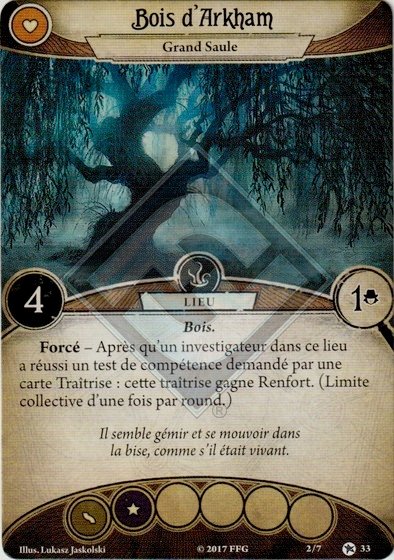 Bois d'Arkham
Grand Saule
4
LIEU
1
Bois.
Forcé – Après qu'un investigateur dans ce lieu
a réussi un test de compétence demandé par une
carte Traîtrise : cette traîtrise gagne Renfort. (Limite
collective d'une fois par round.)
Il semble gémir et se mouvoir dans
la bise, comme s'il était vivant.
Illus. Lukasz Jaskolski
© 2017 FFG
2/7
33